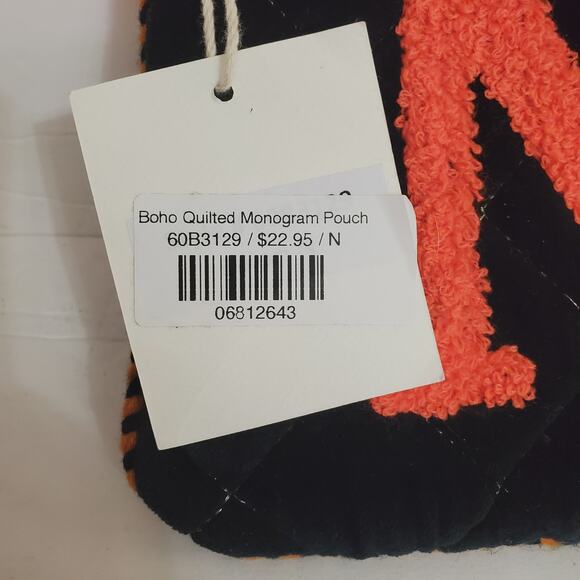 Boho Quilted Monogram Pouch
60B3129 / $22.95 / N
06812643